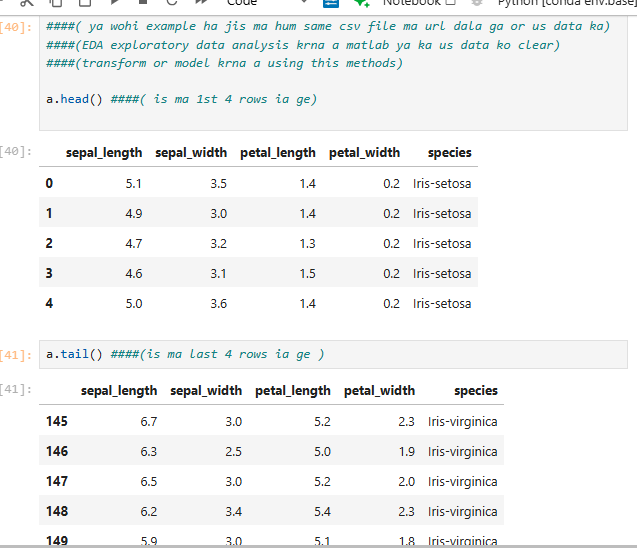 Code
Notebook
Python [conda env:base]
[40]: ####( ya wohi example ha jis ma hum same csv file ma url dala ga or us data ka)
####(EDA exploratory data analysis krna a matlab ya ka us data ko clear)
####(transform or model krna a using this methods)
a.head() ####( is ma 1st 4 rows ia ge)
[40]:
sepal_length sepal_width petal_length petal_width species
0 5.1 3.5 1.4 0.2 Iris-setosa
1 4.9 3.0 1.4 0.2 Iris-setosa
2 4.7 3.2 1.3 0.2 Iris-setosa
3 4.6 3.1 1.5 0.2 Iris-setosa
4 5.0 3.6 1.4 0.2 Iris-setosa
[41]: a.tail() ####(is ma last 4 rows ia ge )
[41]:
sepal_length sepal_width petal_length petal_width species
145 6.7 3.0 5.2 2.3 Iris-virginica
146 6.3 2.5 5.0 1.9 Iris-virginica
147 6.5 3.0 5.2 2.0 Iris-virginica
148 6.2 3.4 5.4 2.3 Iris-virginica
149 5.9 3.0 5.1 1.8 Iris-virginica